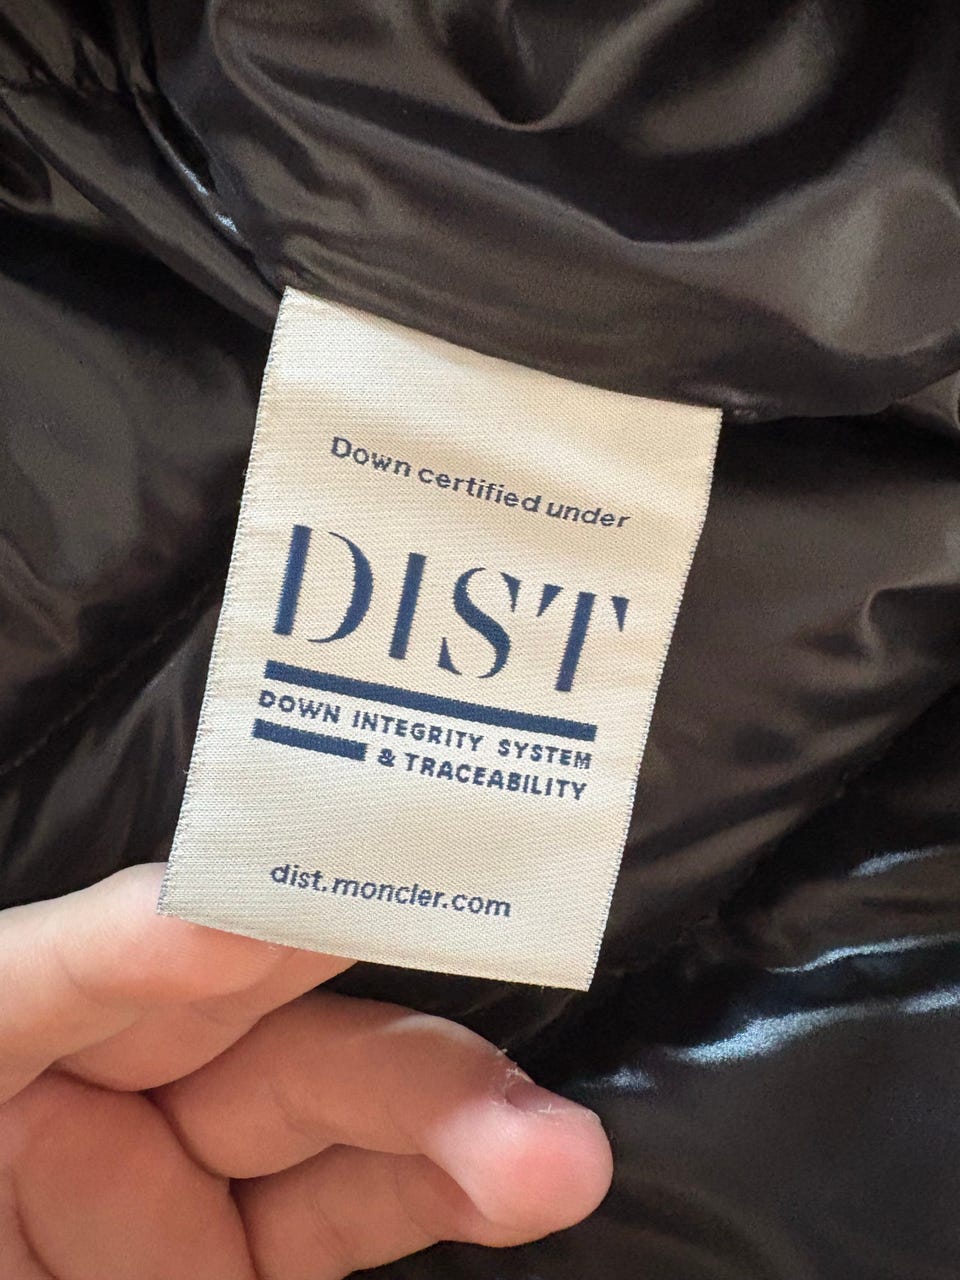 Down certified under
DIST
DOWN INTEGRITY SYSTEM
& TRACEABILITY
dist.moncler.com